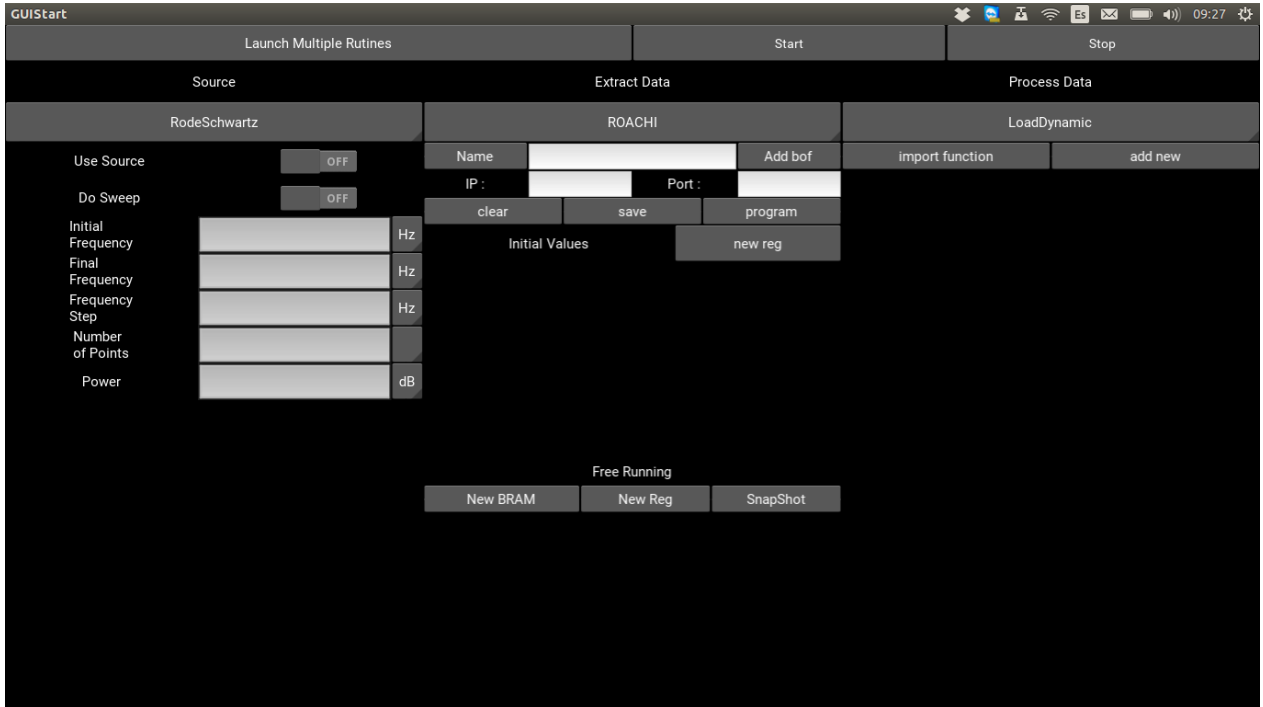 GUIStart
Es
09:27
Launch Multiple Rutines Start Stop
Source Extract Data Process Data
RodeSchwartz ROACHI LoadDynamic
Use Source OFF
Name Add bof
import function add new
Do Sweep OFF
IP : Port :
clear save program
Initial
Frequency Hz
Initial Values new reg
Final
Frequency Hz
Frequency
Step Hz
Number
of Points
Power dB
Free Running
New BRAM New Reg SnapShot